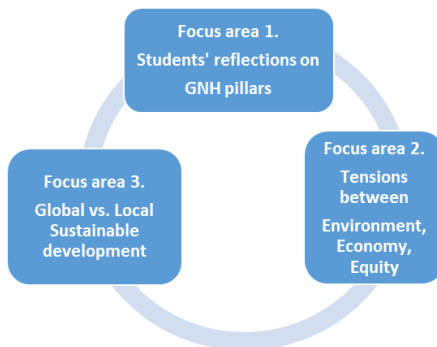 Focus area 1.
Students' reflections on
GNH pillars
Focus area 2.
Tensions
between
Environment,
Economy,
Equity
Focus area 3.
Global vs. Local
Sustainable
development